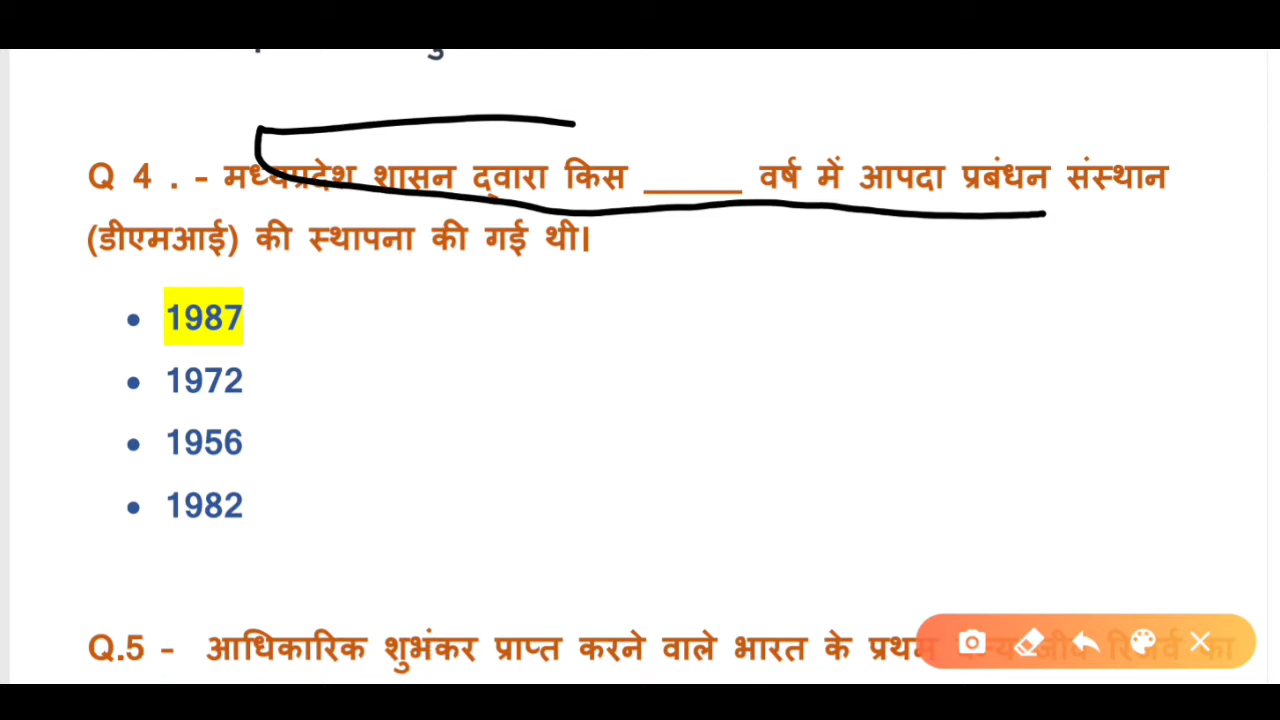 Q 4 . - मध्यप्रदेश शासन द्वारा किस ______ वर्ष में आपदा प्रबंधन संस्थान
(डीएमआई) की स्थापना की गई थी।
• 1987
• 1972
• 1956
• 1982
Q.5 - आधिकारिक शुभंकर प्राप्त करने वाले भारत के प्रथम